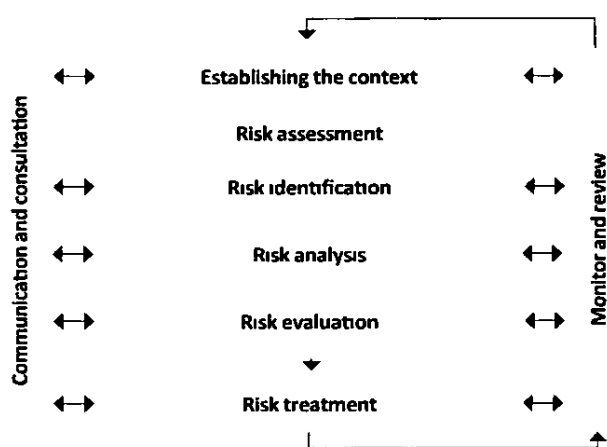 Establishing the context
Risk assessment
Risk identification
Risk analysis
Risk evaluation
Risk treatment
Communication and consultation
Monitor and review